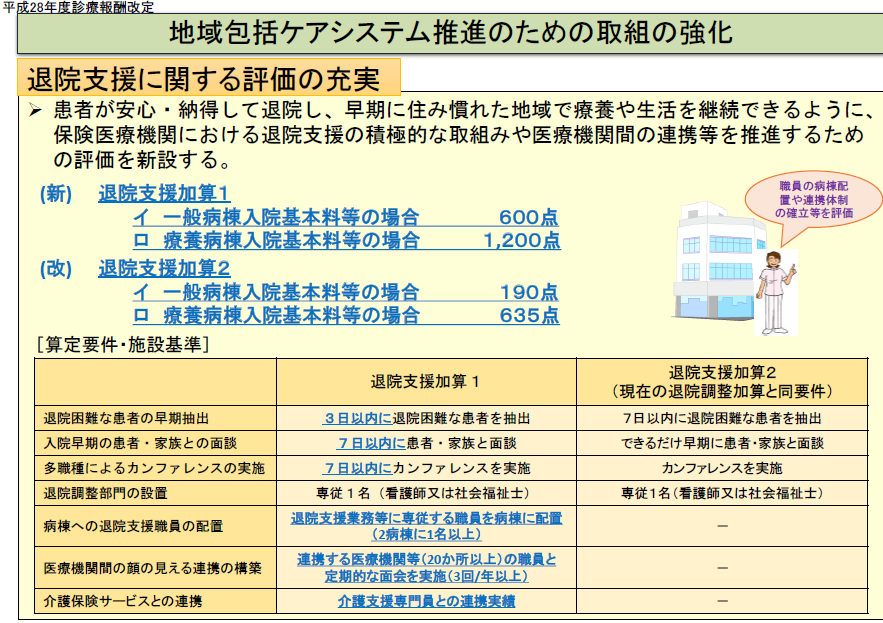 平成28年度診療報酬改定
地域包括ケアシステム推進のための取組の強化
退院支援に関する評価の充実
➢ 患者が安心・納得して退院し、早期に住み慣れた地域で療養や生活を継続できるように、
保険医療機関における退院支援の積極的な取組みや医療機関間の連携等を推進するため
の評価を新設する。
(新) 退院支援加算1
イ 一般病棟入院基本料等の場合 600点
ロ 療養病棟入院基本料等の場合 1,200点
(改) 退院支援加算2
イ 一般病棟入院基本料等の場合 190点
ロ 療養病棟入院基本料等の場合 635点
職員の病棟配
置や連携体制
の確立等を評価
[算定要件・施設基準]
退院支援加算1 退院支援加算2
(現在の退院調整加算と同要件)
退院困難な患者の早期抽出 3日以内に退院困難な患者を抽出 7日以内に退院困難な患者を抽出
入院早期の患者・家族との面談 7日以内に患者・家族と面談 できるだけ早期に患者・家族と面談
多職種によるカンファレンスの実施 7日以内にカンファレンスを実施 カンファレンスを実施
退院調整部門の設置 専従1名(看護師又は社会福祉士) 専従1名(看護師又は社会福祉士)
病棟への退院支援職員の配置 退院支援業務等に専従する職員を病棟に配置
(2病棟に1名以上) －
医療機関間の顔の見える連携の構築 連携する医療機関等(20か所以上)の職員と
定期的な面会を実施(3回/年以上) －
介護保険サービスとの連携 介護支援専門員との連携実績 －